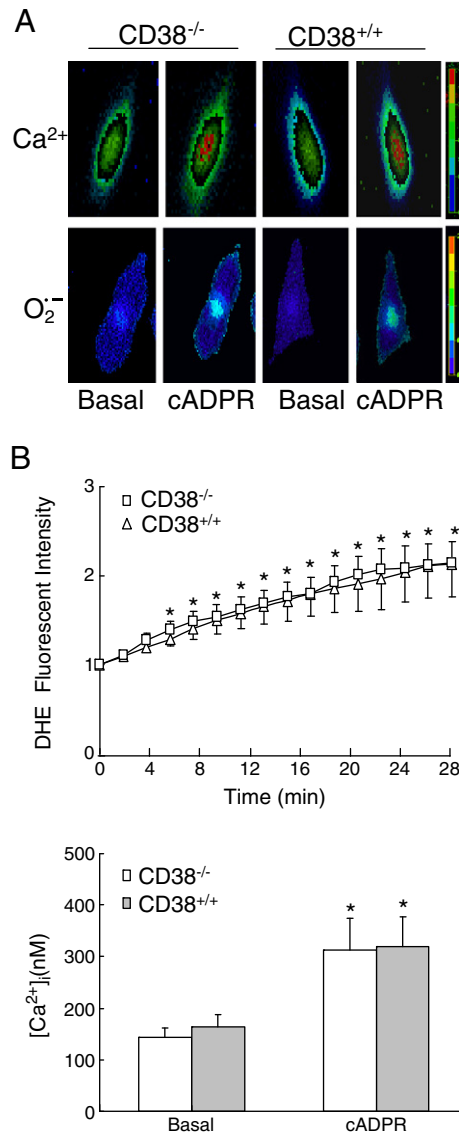 A
CD38-/- CD38+/+
Ca2+
O2·−
Basal cADPR Basal cADPR
B
3
CD38-/-
CD38+/+
* * * * * * * * * * * * *
2
1
0
DHE Fluorescent Intensity
0 4 8 12 16 20 24 28
Time (min)
500
CD38-/-
CD38+/+
400
* *
300
200
100
0
[Ca2+]i(nM)
Basal cADPR